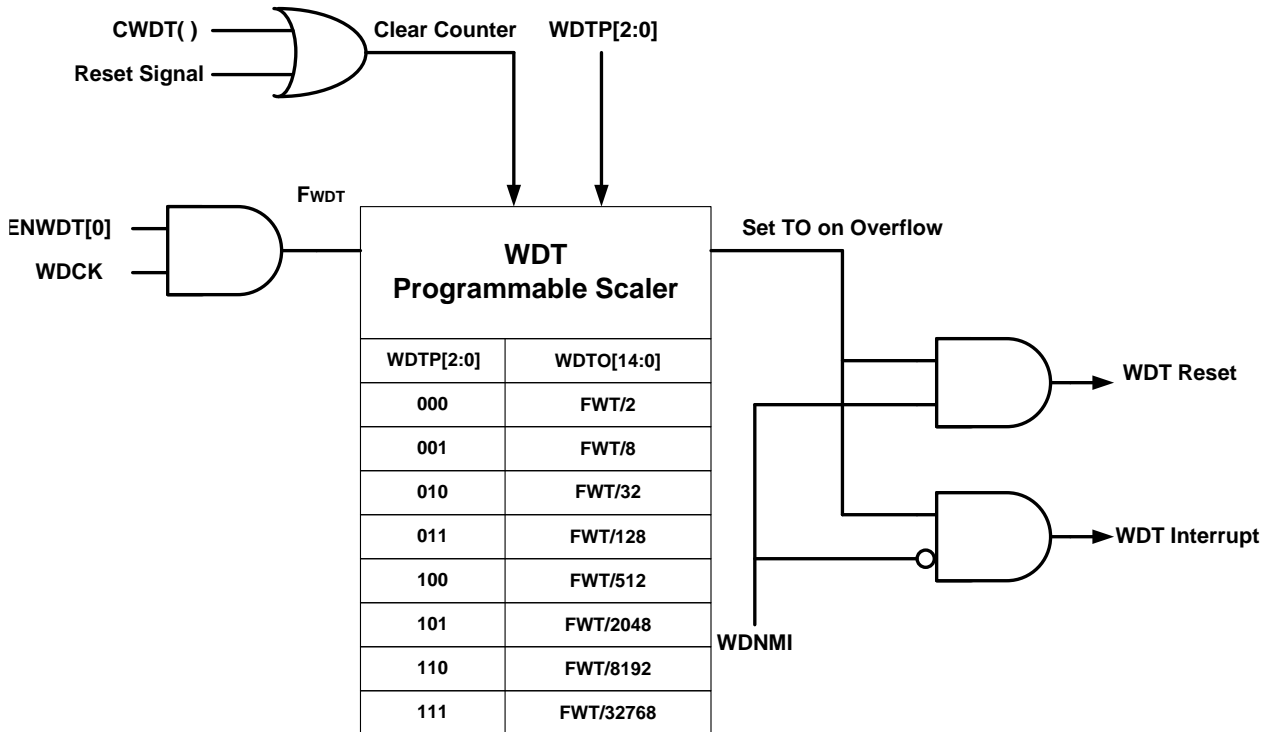 CWDT( )
Clear Counter
WDTP[2:0]
Reset Signal
FWDT
ENWDT[0]
WDCK
WDT
Programmable Scaler
Set TO on Overflow
WDTP[2:0] WDTO[14:0]
000 FWT/2
001 FWT/8
010 FWT/32
011 FWT/128
100 FWT/512
101 FWT/2048
110 FWT/8192
111 FWT/32768
WDT Reset
WDT Interrupt
WDNMI